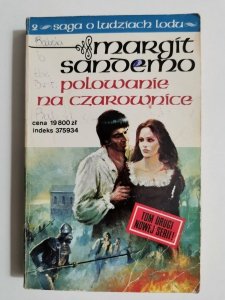 2 saga o ludziach lodu
margit
sandemo
polowanie
na czarownice
cena 19 800 zł
indeks 375934
TOM DRUGI
NOWEJ SERII!